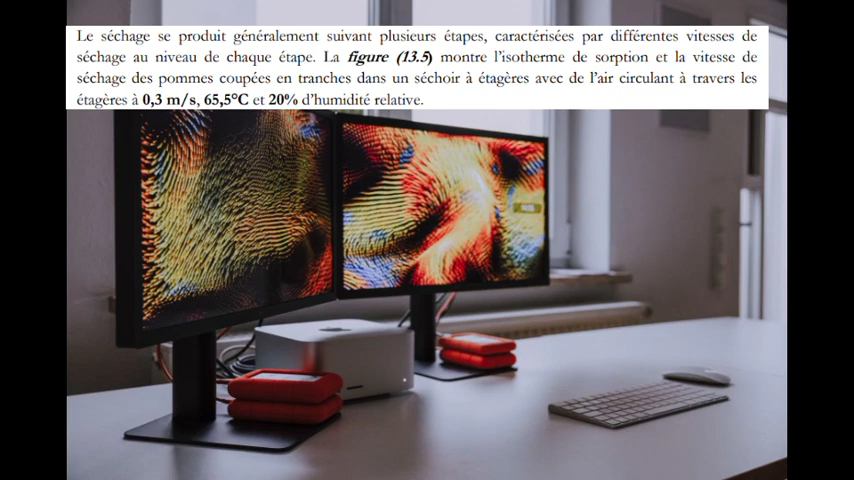 Le séchage se produit généralement suivant plusieurs étapes, caractérisées par différentes vitesses de
séchage au niveau de chaque étape. La figure (13.5) montre l'isotherme de sorption et la vitesse de
séchage des pommes coupées en tranches dans un séchoir à étagères avec de l'air circulant à travers les
étagères à 0,3 m/s, 65,5°C et 20% d'humidité relative.